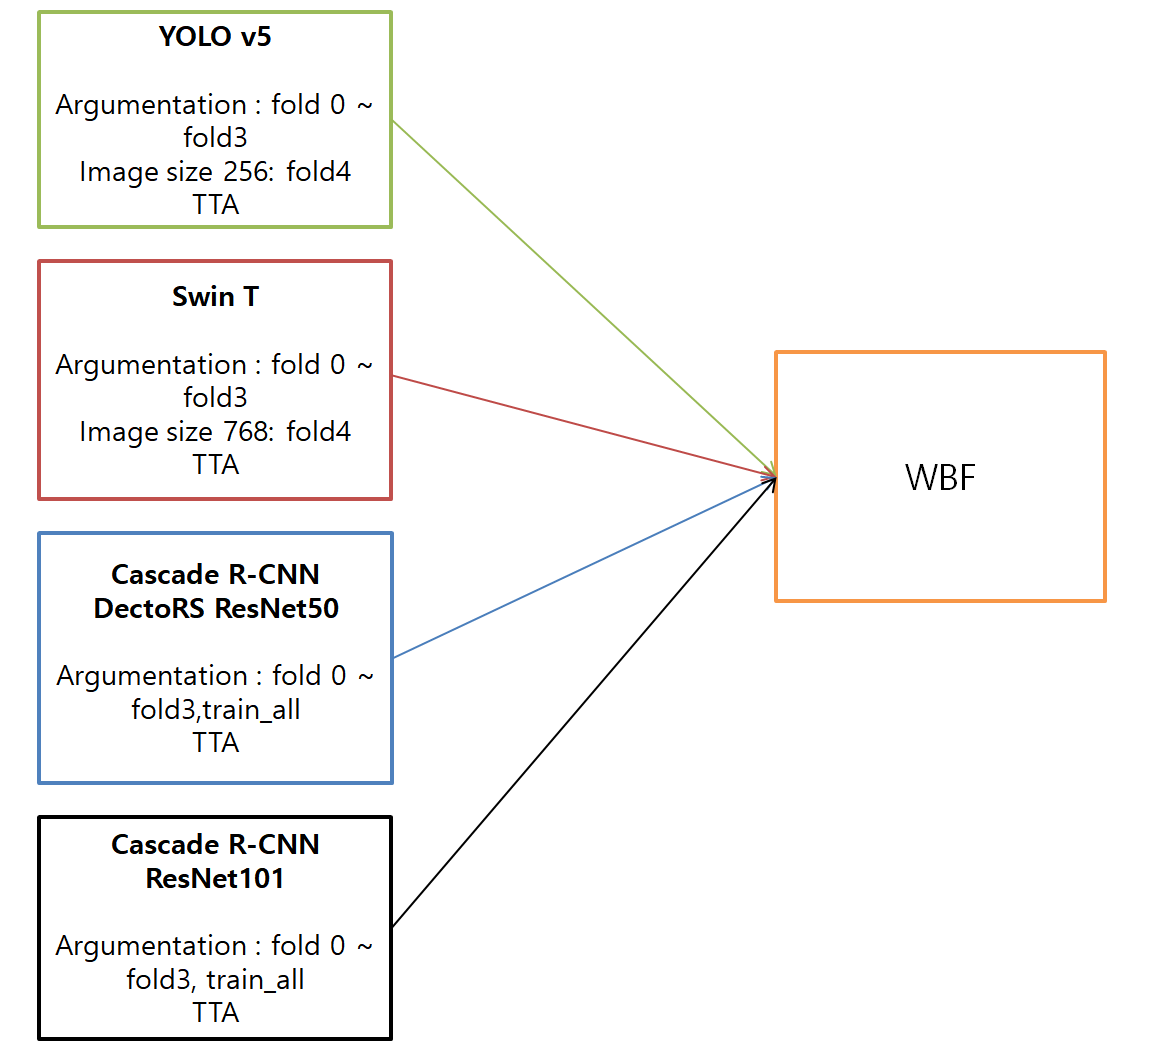 YOLO v5
Argumentation : fold 0 ~
fold3
Image size 256: fold4
TTA
Swin T
Argumentation : fold 0 ~
fold3
Image size 768: fold4
TTA
Cascade R-CNN
DectoRS ResNet50
Argumentation : fold 0 ~
fold3,train_all
TTA
Cascade R-CNN
ResNet101
Argumentation : fold 0 ~
fold3, train_all
TTA
WBF